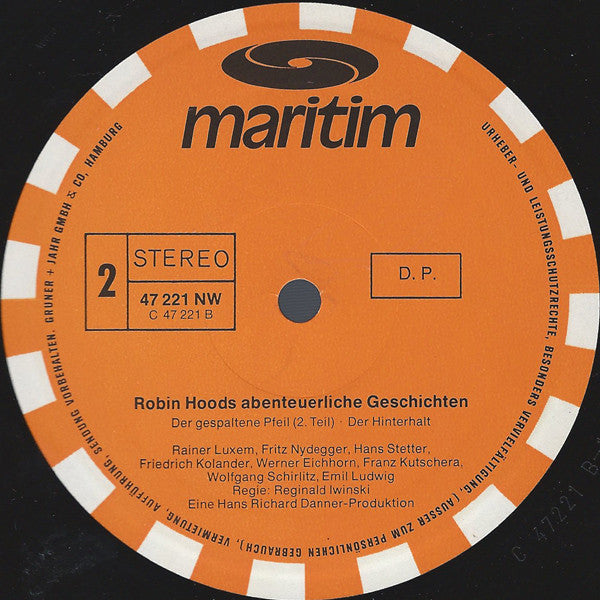 maritim
2
STEREO
47 221 NW
C 47 221 B
D. P.
Robin Hoods abenteuerliche Geschichten
Der gespaltene Pfeil (2. Teil) · Der Hinterhalt
Rainer Luxem, Fritz Nydegger, Hans Stetter,
Friedrich Kolander, Werner Eichhorn, Franz Kutschera,
Wolfgang Schirlitz, Emil Ludwig
Regie: Reginald Iwinski
Eine Hans Richard Danner-Produktion
URHEBER- UND LEISTUNGSSCHUTZRECHTE, BESONDERS VERVIELFÄLTIGUNG, (AUSSER ZUM PERSÖNLICHEN GEBRAUCH), VERMIETUNG, AUFFÜHRUNG, SENDUNG VORBEHALTEN. GRUNER + JAHR GMBH & CO, HAMBURG
C 47221 B-